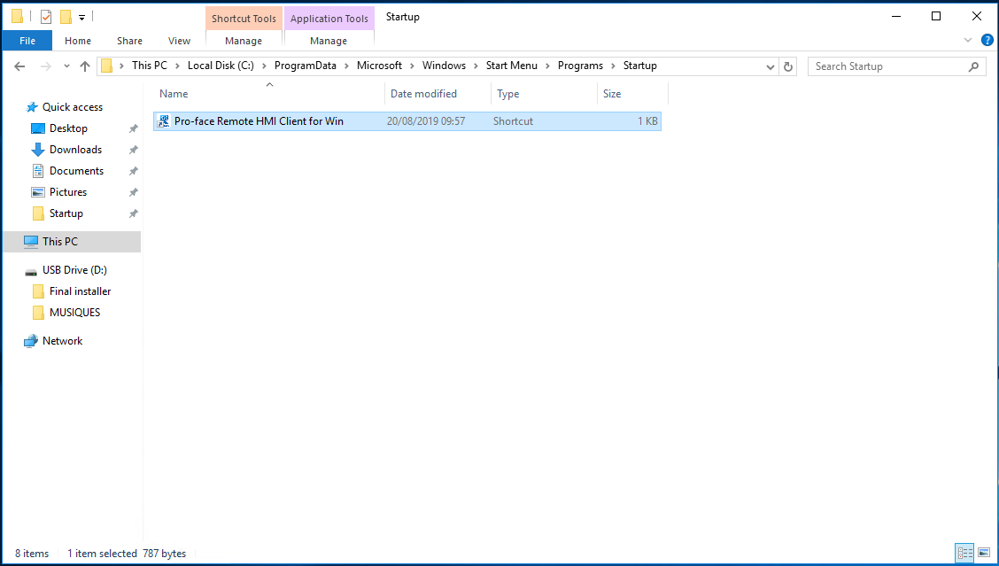 Shortcut Tools Application Tools Startup
File Home Share View Manage Manage
This PC Local Disk (C:) ProgramData Microsoft Windows Start Menu Programs Startup Search Startup
Name Date modified Type Size
Quick access
Pro-face Remote HMI Client for Win 20/08/2019 09:57 Shortcut 1 KB
Desktop
Downloads
Documents
Pictures
Startup
This PC
USB Drive (D:)
Final installer
MUSIQUES
Network
8 items 1 item selected 787 bytes